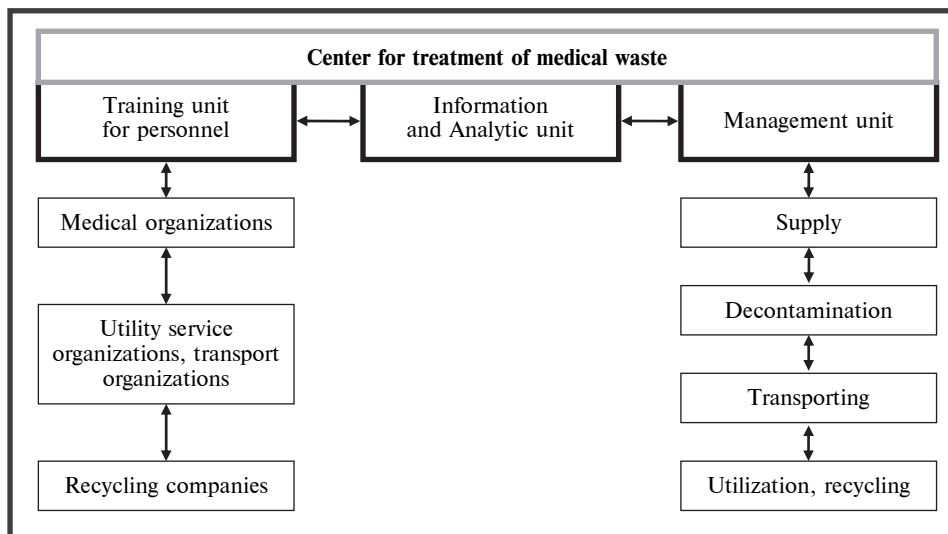 Center for treatment of medical waste
Training unit
for personnel
Information
and Analytic unit
Management unit
Medical organizations
Utility service
organizations, transport
organizations
Recycling companies
Supply
Decontamination
Transporting
Utilization, recycling